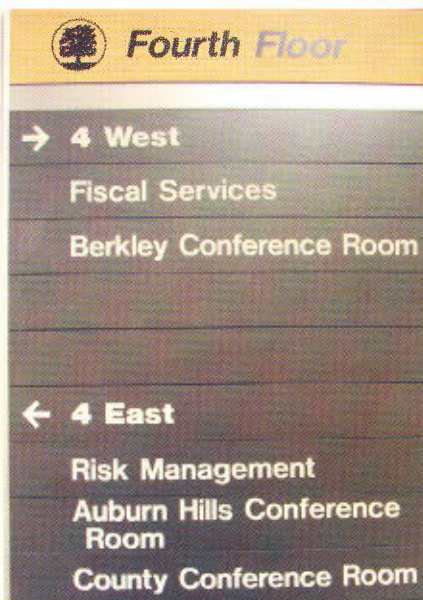 Fourth Floor
→ 4 West
Fiscal Services
Berkley Conference Room
← 4 East
Risk Management
Auburn Hills Conference
Room
County Conference Room